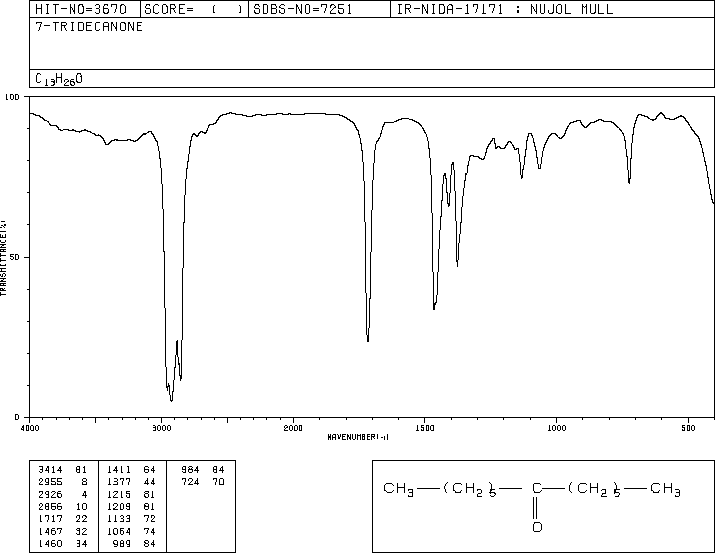 HIT-NO=3670 SCORE= ( ) SDBS-NO=7251 IR-NIDA-17171 : NUJOL MULL
7-TRIDECANONE
C13H26O
100
50
0
TRANSMITTANCE(%)
4000 3000 2000 1500 1000 500
WAVENUMBER(-1)
3414 81 1411 64 984 84
2955 8 1377 44 724 70
2926 4 1215 81
2856 10 1209 81
1717 22 1133 72
1467 32 1064 74
1460 34 989 84
CH3—(CH2)5—C—(CH2)5—CH3
O